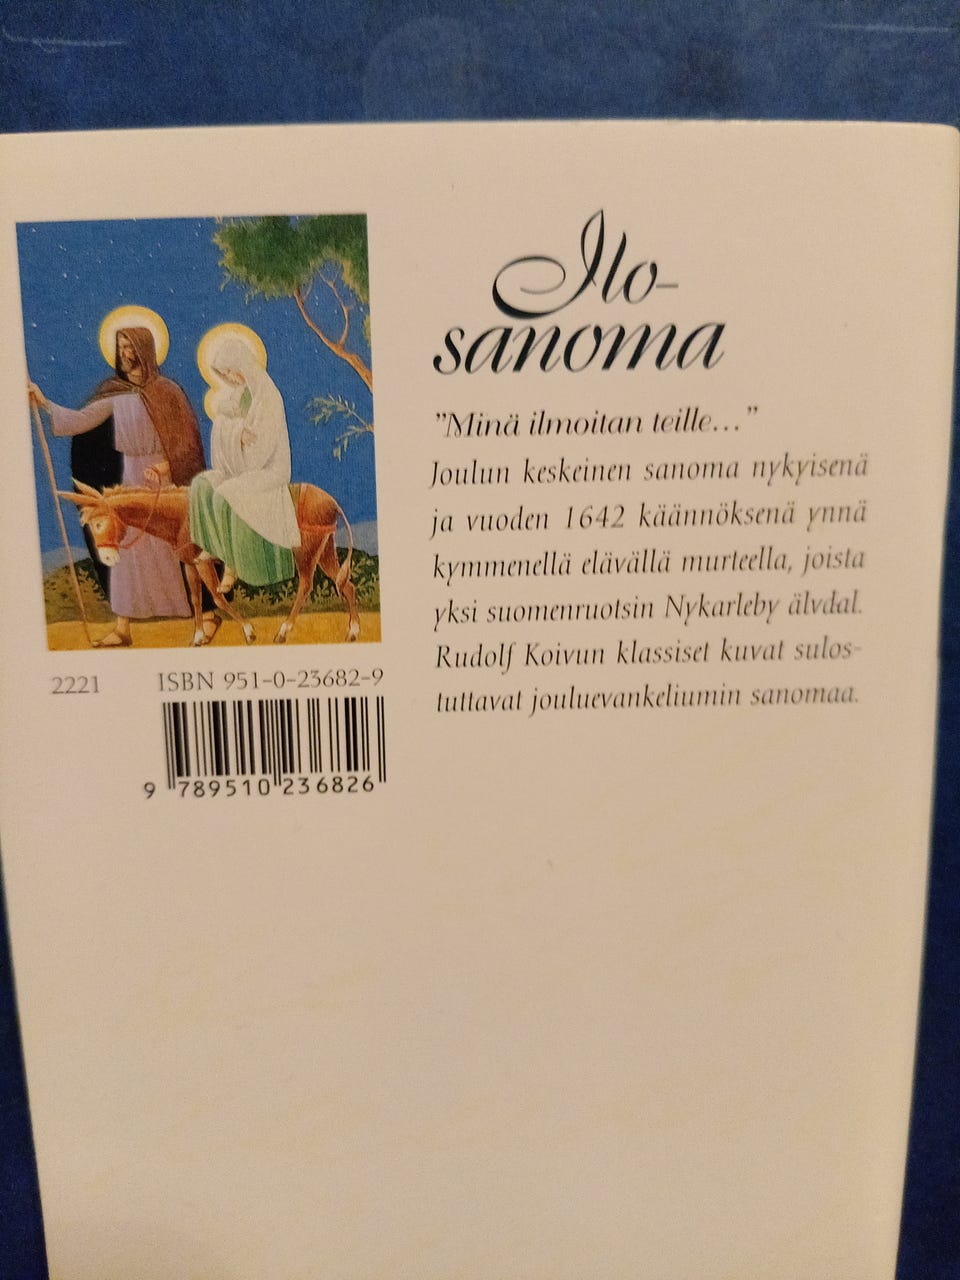 Ilo-
sanoma
”Minä ilmoitan teille...”
Joulun keskeinen sanoma nykyisenä
ja vuoden 1642 käännöksenä ynnä
kymmenellä elävällä murteella, joista
yksi suomenruotsin Nykarleby älvdal.
Rudolf Koivun klassiset kuvat sulos-
tuttavat jouluevankeliumin sanomaa.
2221 ISBN 951-0-23682-9
9 789510 236826